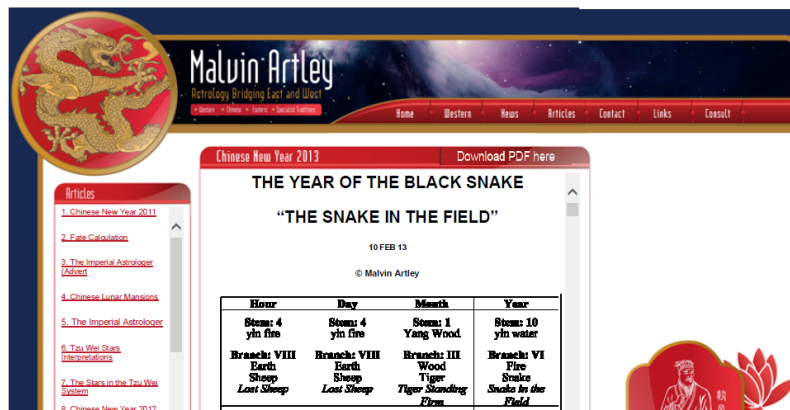 Malvin Artley
Astrology Bridging East and West
• Western • Chinese • Esoteric • Specialist Traditions
Home Western News Articles Contact Links Consult
Chinese New Year 2013 Download PDF here
THE YEAR OF THE BLACK SNAKE
“THE SNAKE IN THE FIELD”
10 FEB 13
© Malvin Artley
Hour Day Month Year
Stem: 4 Stem: 4 Stem: 1 Stem: 10
yin fire yin fire Yang Wood yin water
Branch: VIII Branch: VIII Branch: III Branch: VI
Earth Earth Wood Fire
Sheep Sheep Tiger Snake
Lost Sheep Lost Sheep Tiger Standing Snake in the
Firm Field
Articles
1. Chinese New Year 2011
2. Fate Calculation
3. The Imperial Astrologer
(Advert
4. Chinese Lunar Mansions
5. The Imperial Astrologer
6. Tzu Wei Stars
Interpretations
7. The Stars in the Tzu Wei
System
8. Chinese New Year 2012